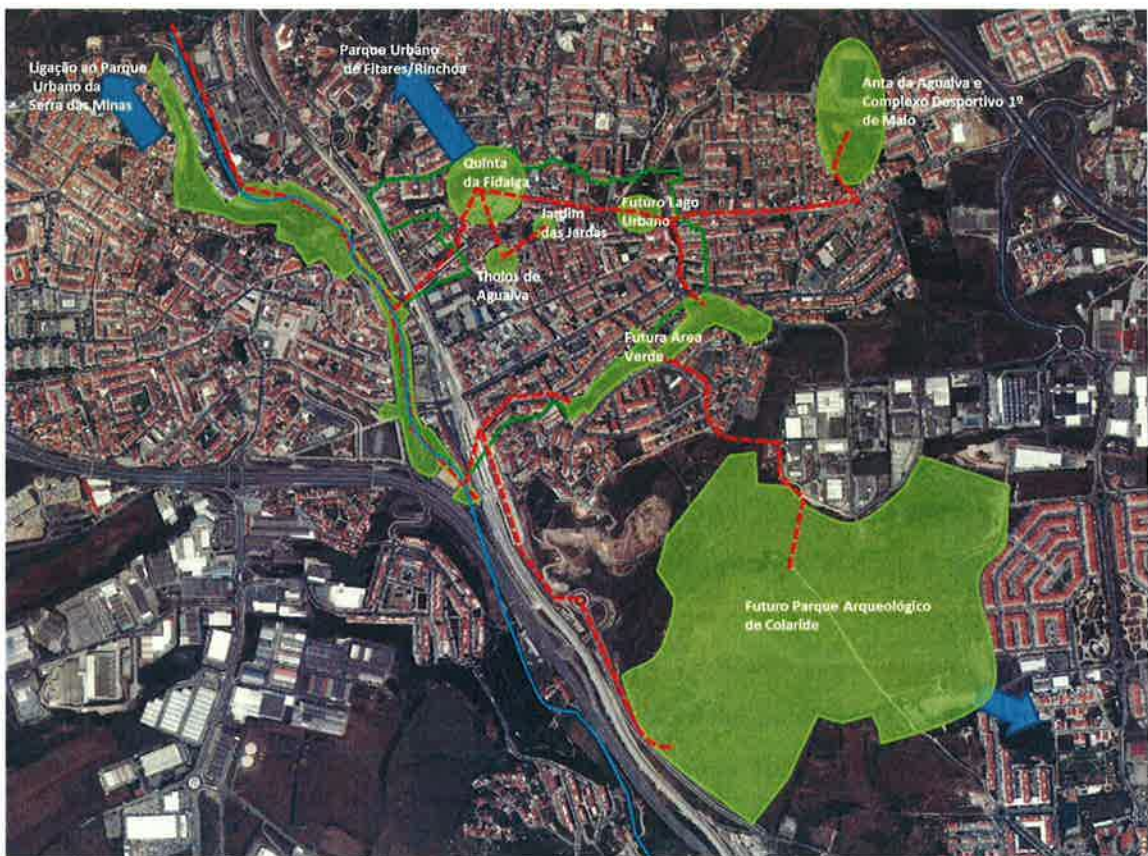 Ligação ao Parque
Urbano da
Serra das Minas
Parque Urbano
de Fitares/Rinchoa
Anta da Agualva e
Complexo Desportivo 1º
de Maio
Quinta
da Fidalga
Jardim
das Jardas
Futuro Lago
Urbano
Tholos de
Agualva
Futura Área
Verde
Futuro Parque Arqueológico
de Colaride